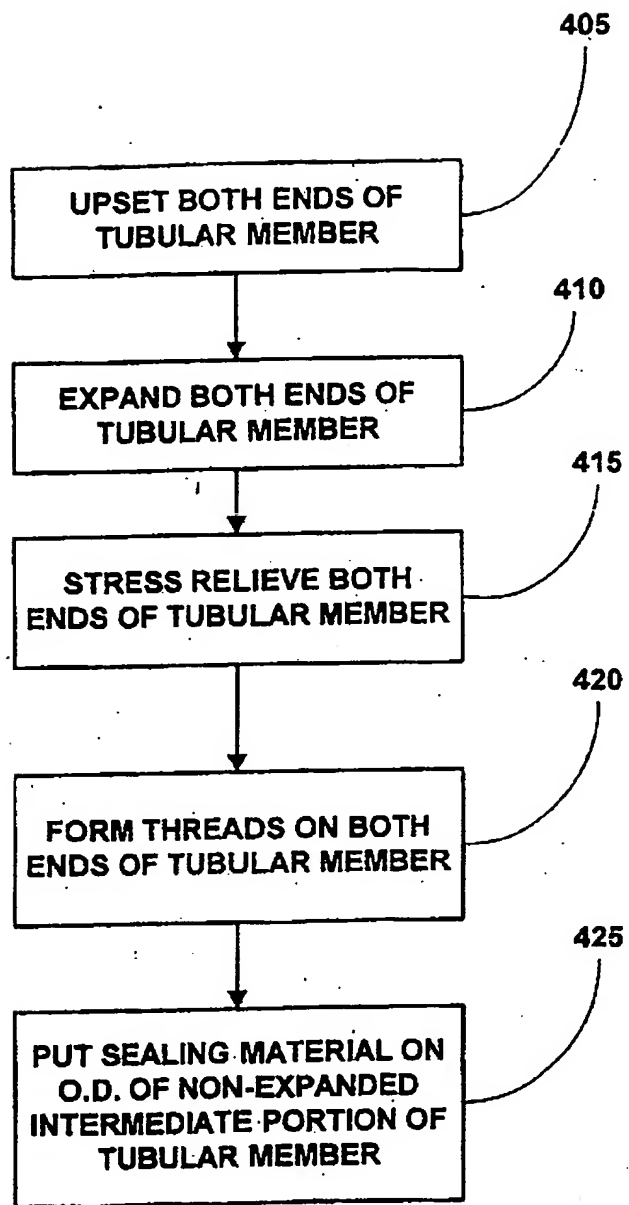 405
UPSET BOTH ENDS OF
TUBULAR MEMBER
410
EXPAND BOTH ENDS OF
TUBULAR MEMBER
415
STRESS RELIEVE BOTH
ENDS OF TUBULAR MEMBER
420
FORM THREADS ON BOTH
ENDS OF TUBULAR MEMBER
425
PUT SEALING MATERIAL ON
O.D. OF NON-EXPANDED
INTERMEDIATE PORTION OF
TUBULAR MEMBER